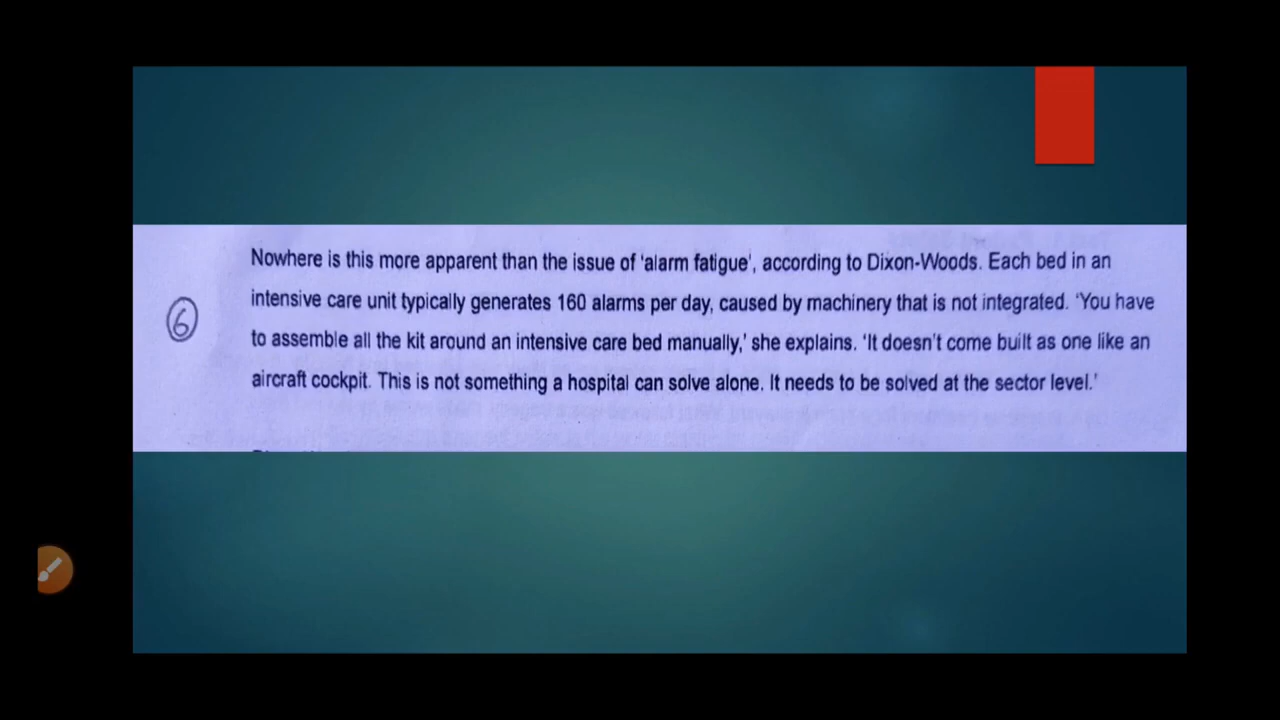 Nowhere is this more apparent than the issue of 'alarm fatigue', according to Dixon-Woods. Each bed in an
6
intensive care unit typically generates 160 alarms per day, caused by machinery that is not integrated. 'You have
to assemble all the kit around an intensive care bed manually,' she explains. 'It doesn't come built as one like an
aircraft cockpit. This is not something a hospital can solve alone. It needs to be solved at the sector level.'